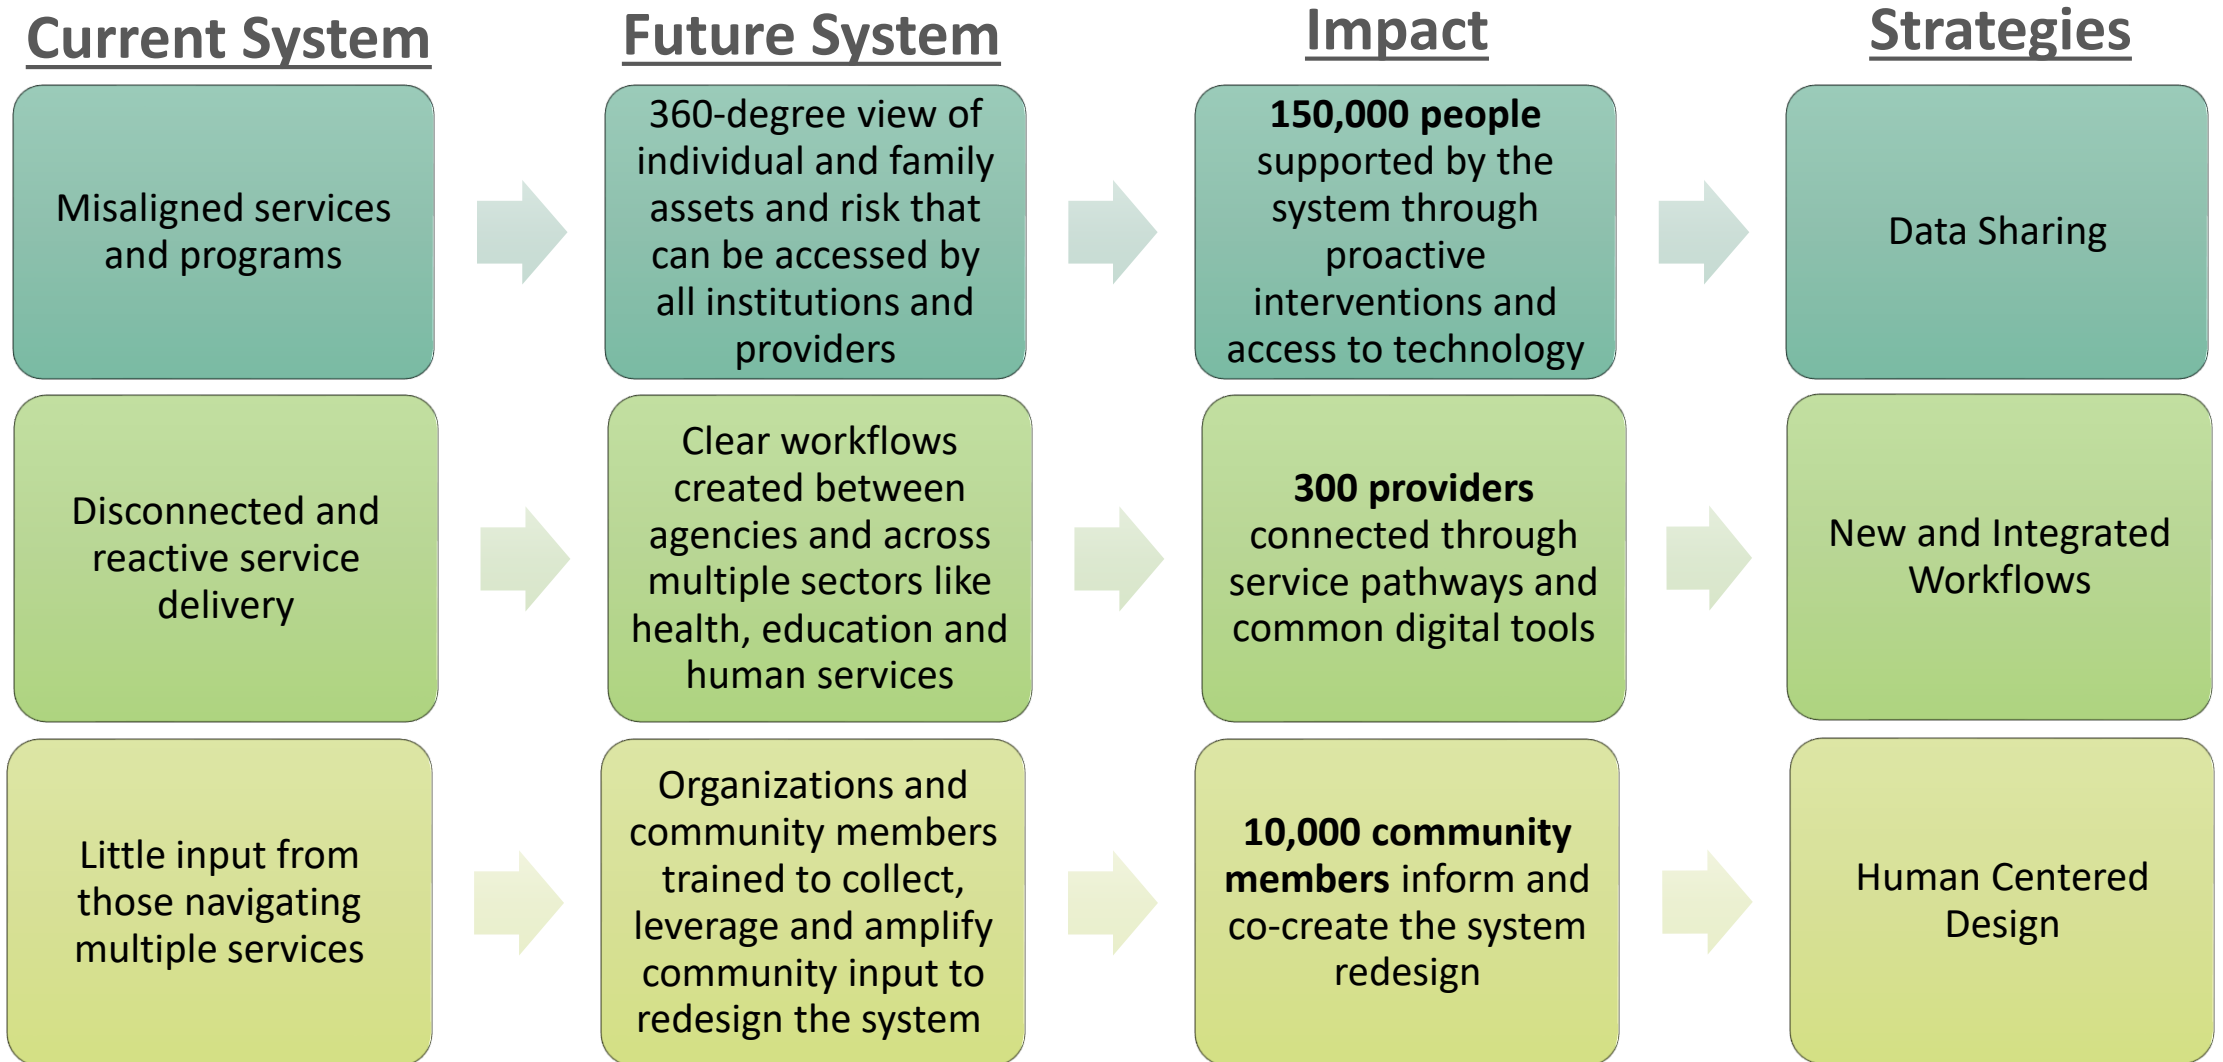 Current System
Future System
Impact
Strategies
Misaligned services
and programs
360-degree view of
individual and family
assets and risk that
can be accessed by
all institutions and
providers
150,000 people
supported by the
system through
proactive
interventions and
access to technology
Data Sharing
Disconnected and
reactive service
delivery
Clear workflows
created between
agencies and across
multiple sectors like
health, education and
human services
300 providers
connected through
service pathways and
common digital tools
New and Integrated
Workflows
Little input from
those navigating
multiple services
Organizations and
community members
trained to collect,
leverage and amplify
community input to
redesign the system
10,000 community
members inform and
co-create the system
redesign
Human Centered
Design